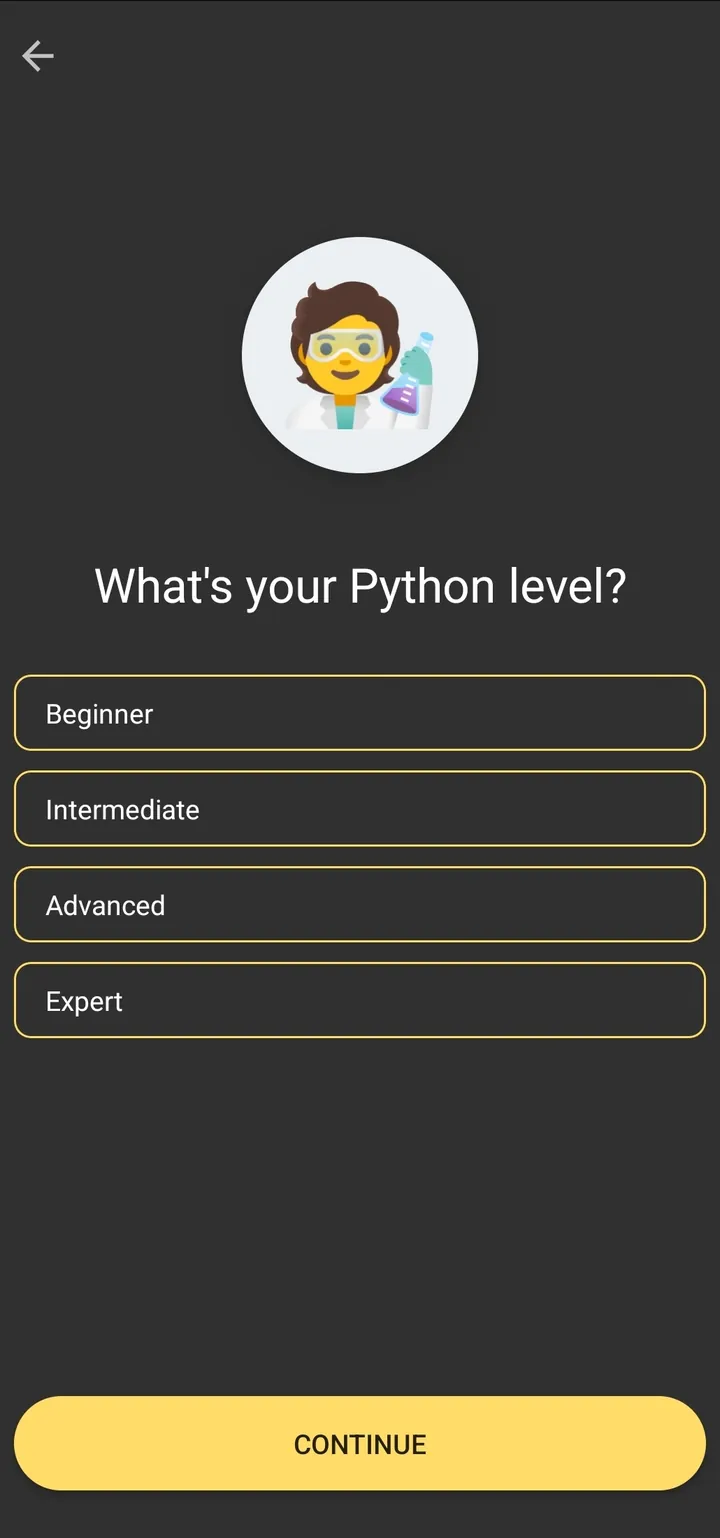 What's your Python level?
Beginner
Intermediate
Advanced
Expert
CONTINUE